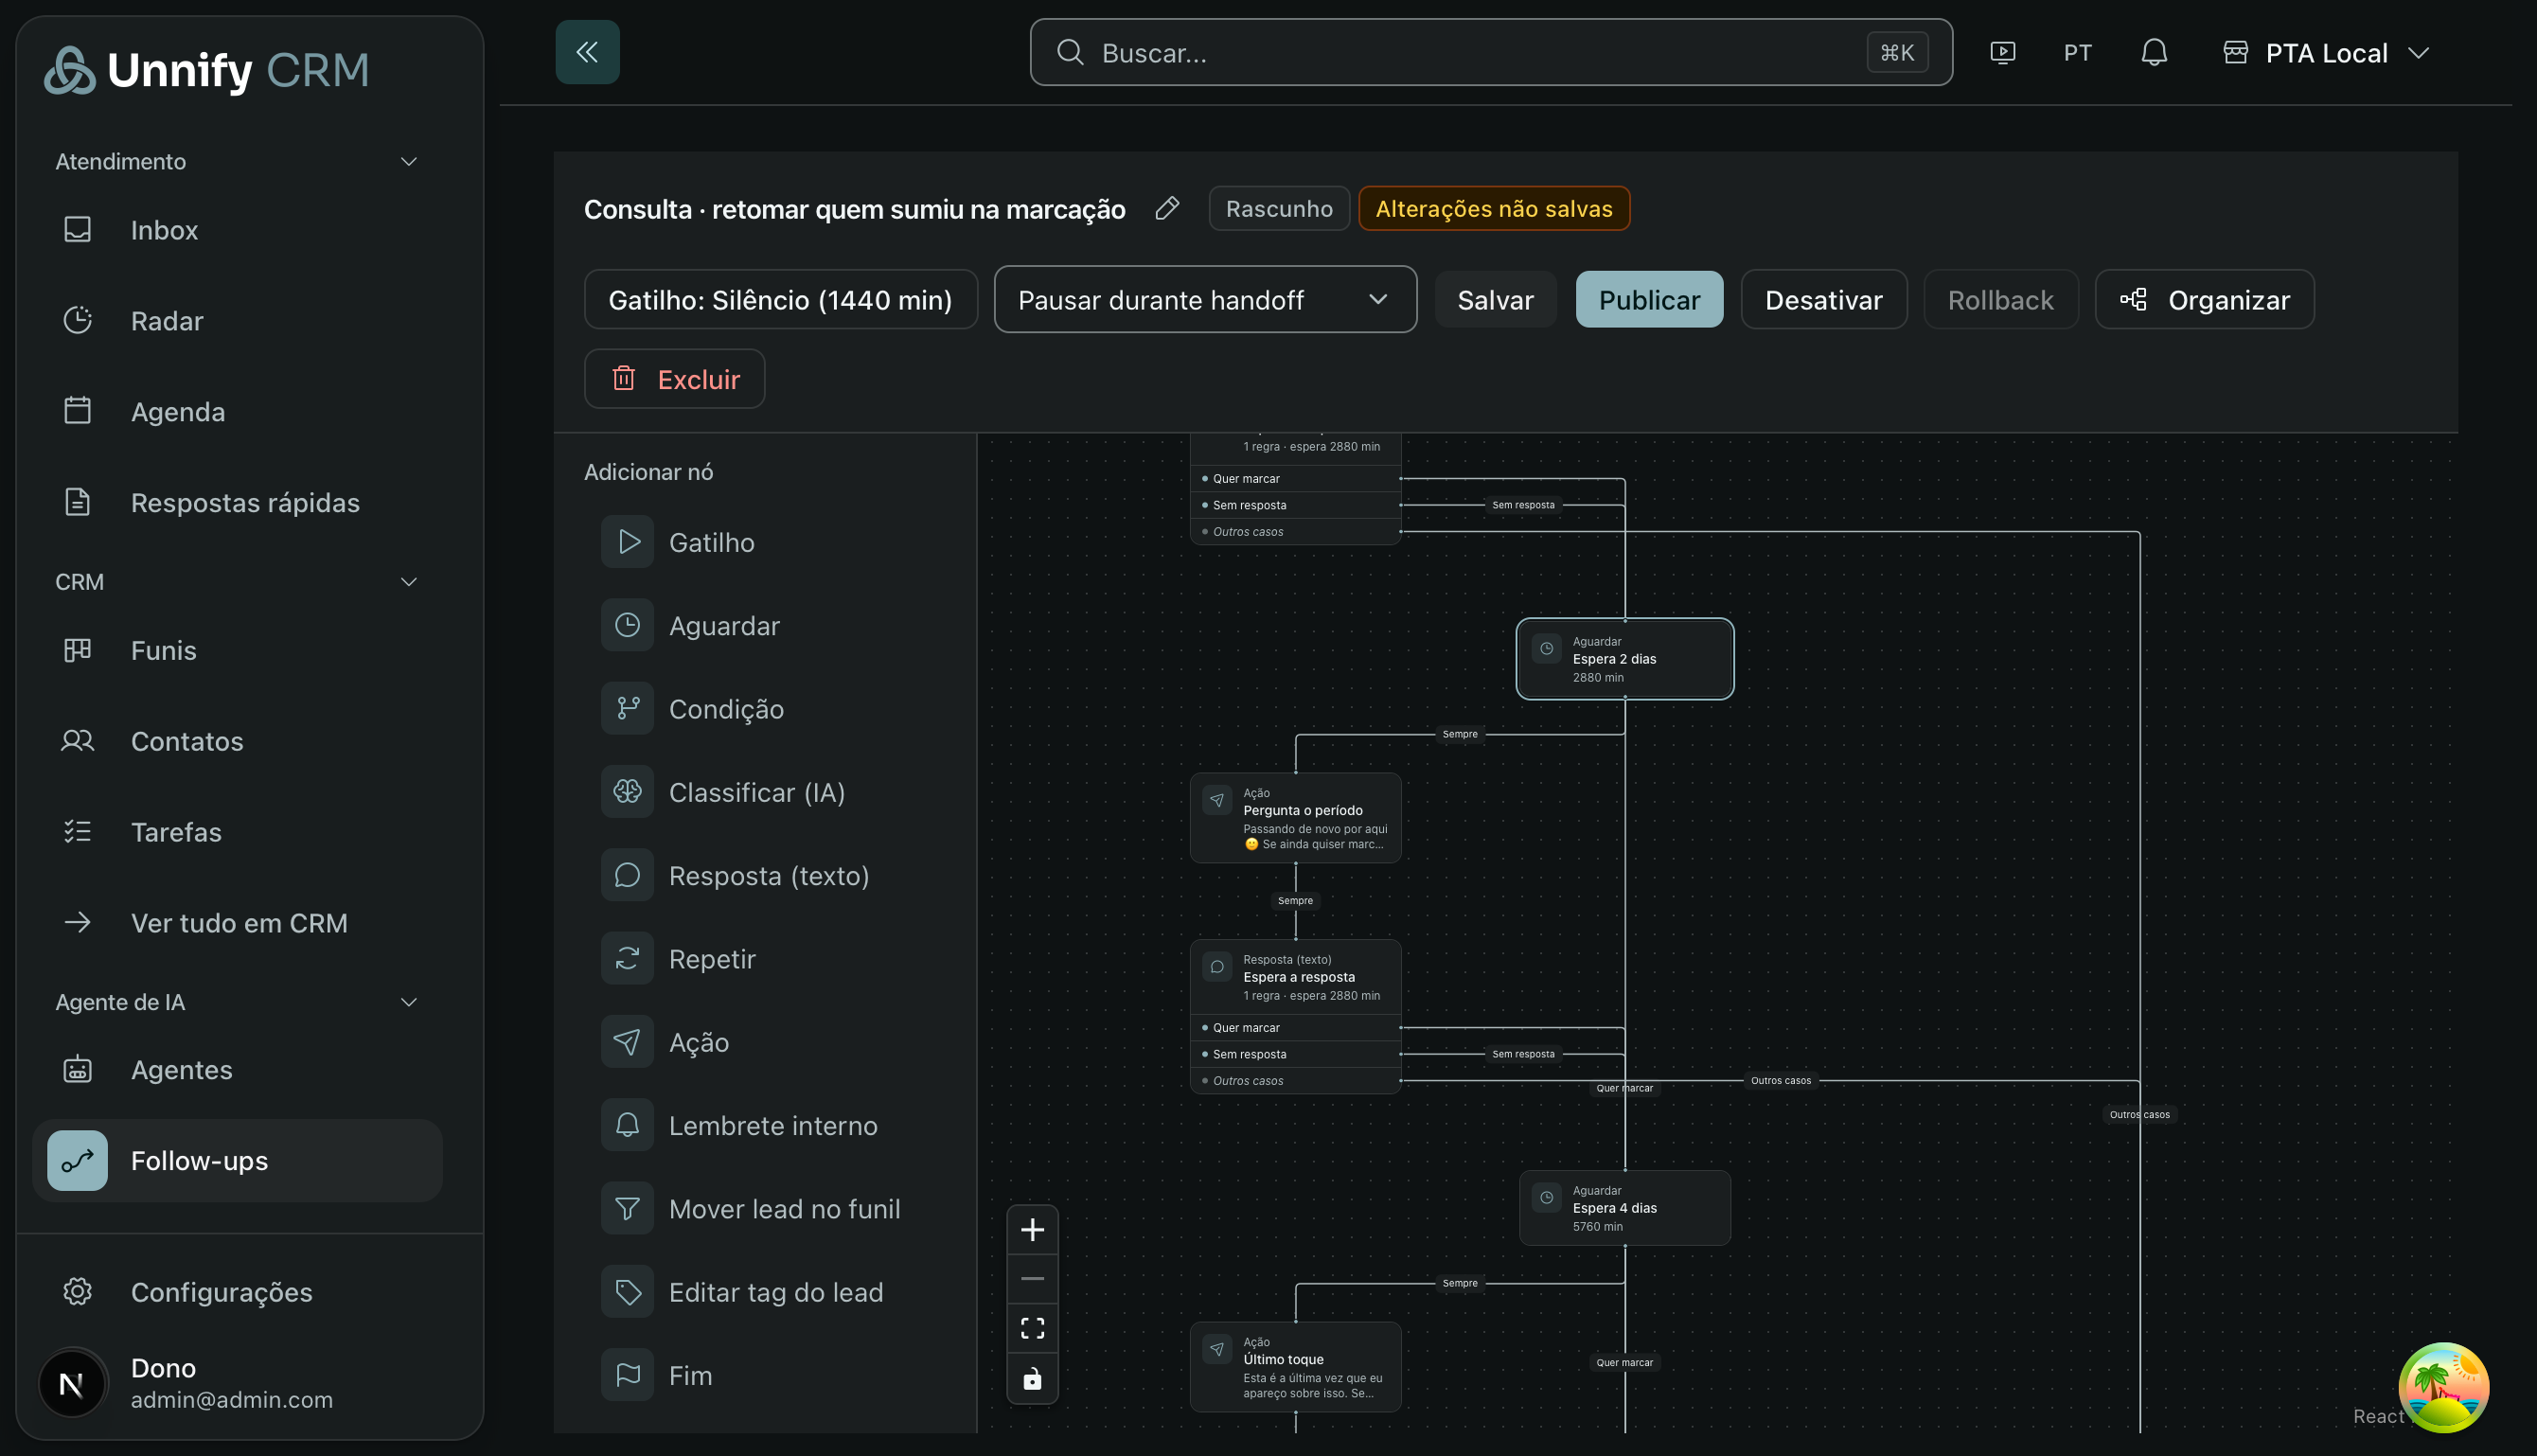 Unnify CRM
Atendimento
Inbox
Radar
Agenda
Respostas rápidas
CRM
Funis
Contatos
Tarefas
Ver tudo em CRM
Agente de IA
Agentes
Follow-ups
Configurações
N
Dono
admin@admin.com
Buscar...
⌘K
PT
PTA Local
Consulta · retomar quem sumiu na marcação
Rascunho
Alterações não salvas
Gatilho: Silêncio (1440 min)
Pausar durante handoff
Salvar
Publicar
Desativar
Rollback
Organizar
Excluir
Adicionar nó
Gatilho
Aguardar
Condição
Classificar (IA)
Resposta (texto)
Repetir
Ação
Lembrete interno
Mover lead no funil
Editar tag do lead
Fim
1 regra · espera 2880 min
Quer marcar
Sem resposta
Sem resposta
Outros casos
Aguardar
Espera 2 dias
2880 min
Sempre
Ação
Pergunta o período
Passando de novo por aqui
🙂 Se ainda quiser marc...
Sempre
Resposta (texto)
Espera a resposta
1 regra · espera 2880 min
Quer marcar
Sem resposta
Sem resposta
Outros casos
Outros casos
Quer marcar
Outros casos
Aguardar
Espera 4 dias
5760 min
Sempre
Ação
Último toque
Esta é a última vez que eu
apareço sobre isso. Se...
Quer marcar
React